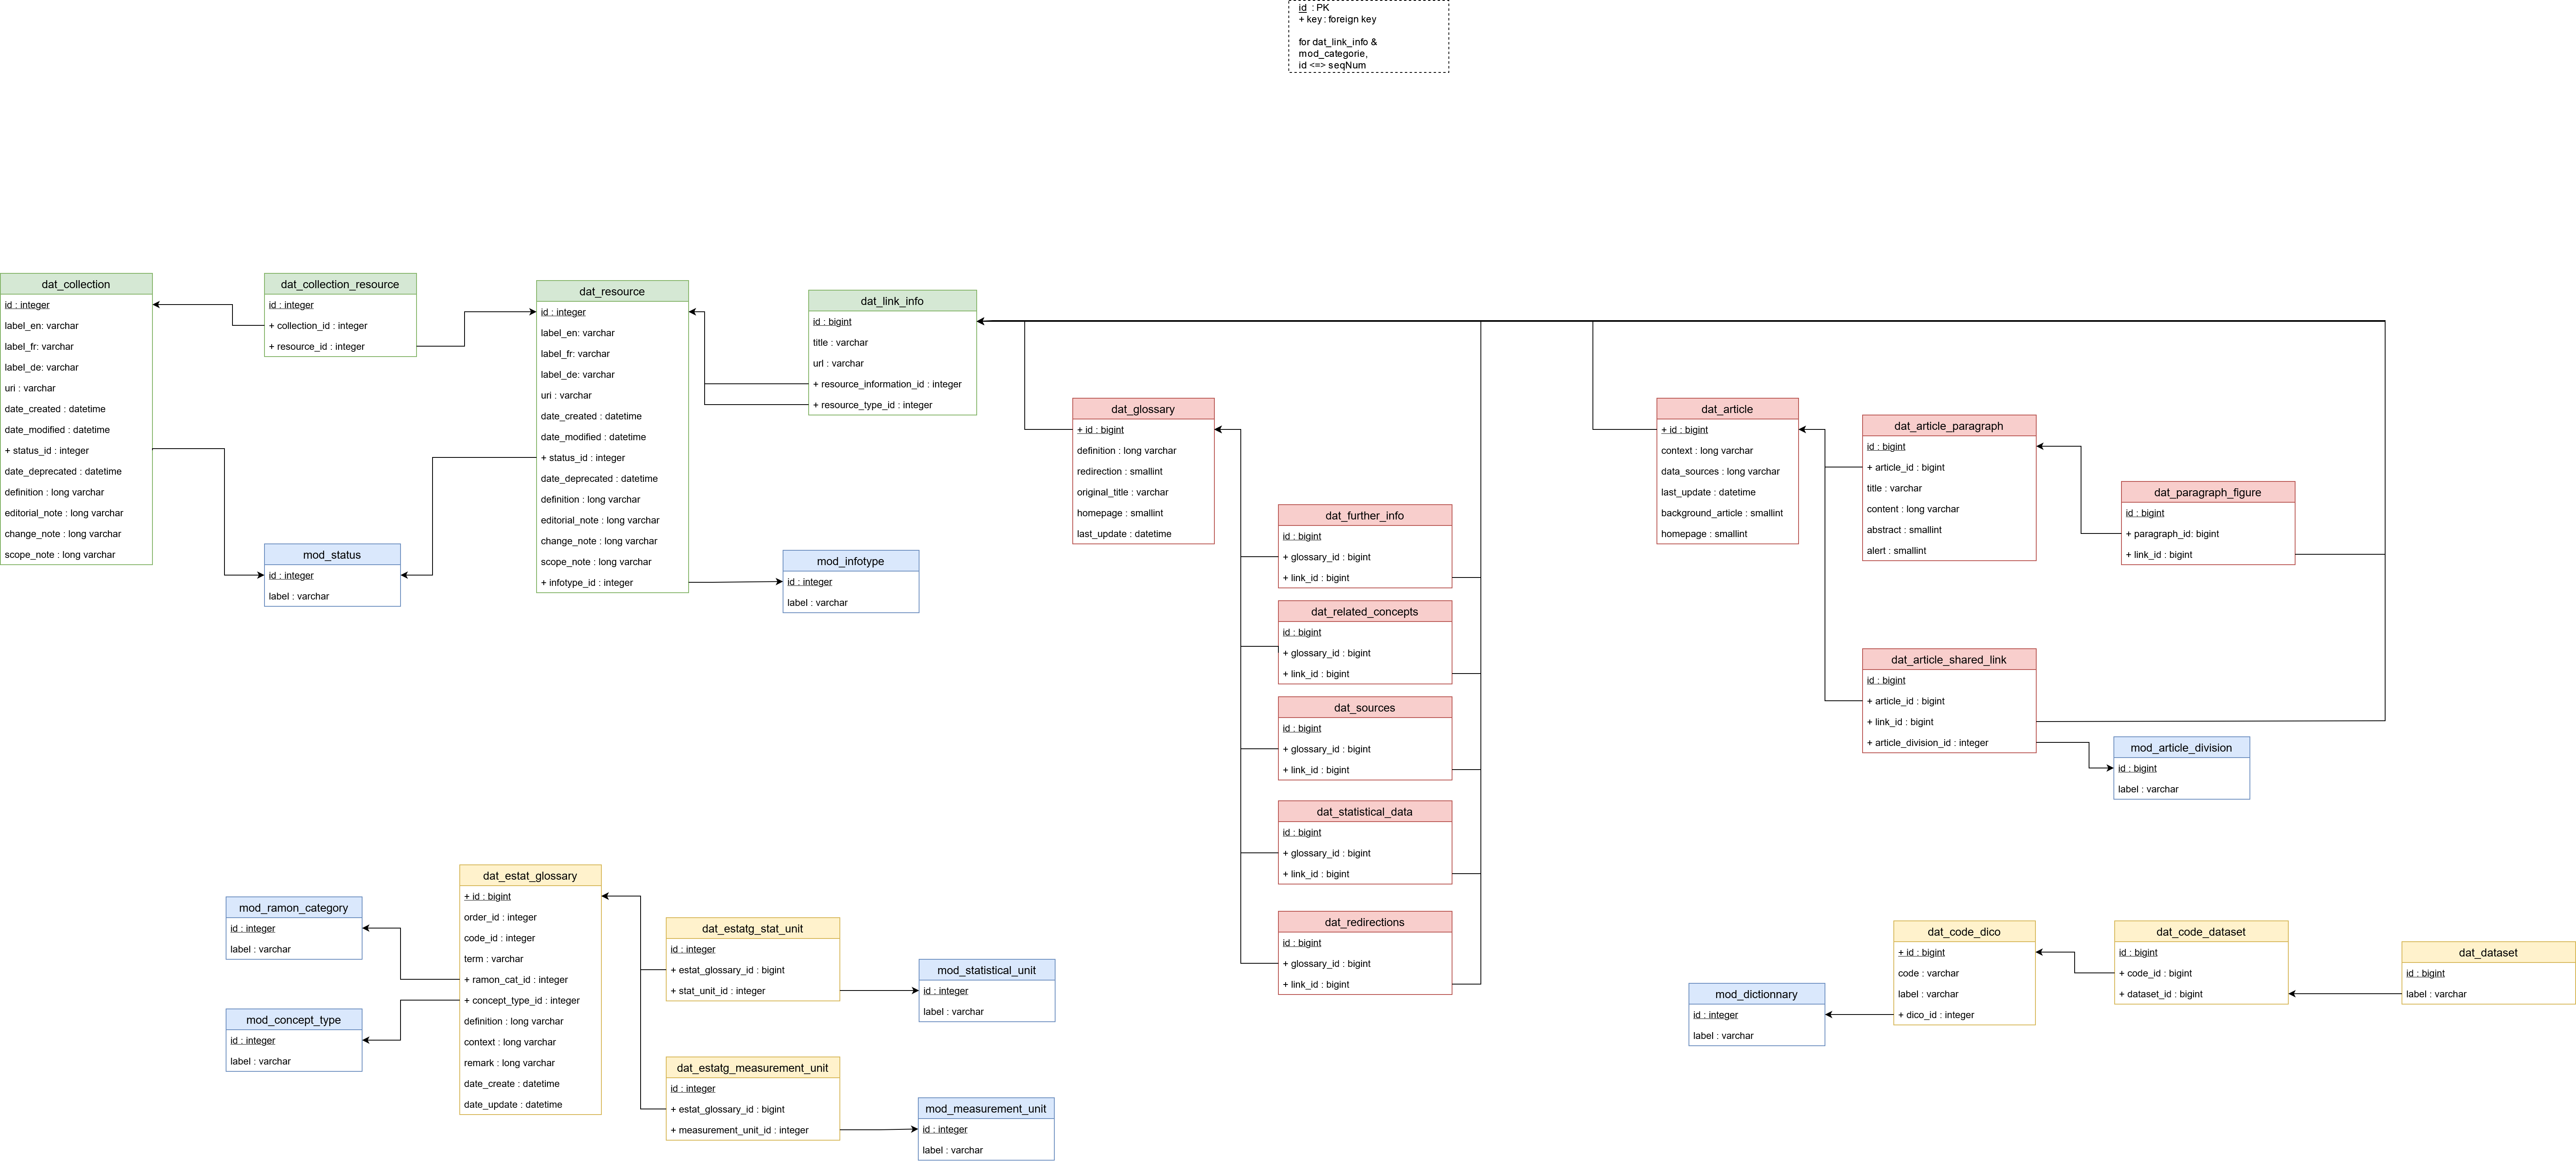 id : PK
+ key : foreign key
for dat_link_info &
mod_categorie,
id <=> seqNum
dat_collection
id : integer
label_en: varchar
label_fr: varchar
label_de: varchar
uri : varchar
date_created : datetime
date_modified : datetime
+ status_id : integer
date_deprecated : datetime
definition : long varchar
editorial_note : long varchar
change_note : long varchar
scope_note : long varchar
dat_collection_resource
id : integer
+ collection_id : integer
+ resource_id : integer
mod_status
id : integer
label : varchar
dat_resource
id : integer
label_en: varchar
label_fr: varchar
label_de: varchar
uri : varchar
date_created : datetime
date_modified : datetime
+ status_id : integer
date_deprecated : datetime
definition : long varchar
editorial_note : long varchar
change_note : long varchar
scope_note : long varchar
+ infotype_id : integer
dat_link_info
id : bigint
title : varchar
url : varchar
+ resource_information_id : integer
+ resource_type_id : integer
mod_infotype
id : integer
label : varchar
dat_glossary
+ id : bigint
definition : long varchar
redirection : smallint
original_title : varchar
homepage : smallint
last_update : datetime
dat_further_info
id : bigint
+ glossary_id : bigint
+ link_id : bigint
dat_related_concepts
id : bigint
+ glossary_id : bigint
+ link_id : bigint
dat_sources
id : bigint
+ glossary_id : bigint
+ link_id : bigint
dat_statistical_data
id : bigint
+ glossary_id : bigint
+ link_id : bigint
dat_redirections
id : bigint
+ glossary_id : bigint
+ link_id : bigint
dat_article
+ id : bigint
context : long varchar
data_sources : long varchar
last_update : datetime
background_article : smallint
homepage : smallint
dat_article_paragraph
id : bigint
+ article_id : bigint
title : varchar
content : long varchar
abstract : smallint
alert : smallint
dat_paragraph_figure
id : bigint
+ paragraph_id: bigint
+ link_id : bigint
dat_article_shared_link
id : bigint
+ article_id : bigint
+ link_id : bigint
+ article_division_id : integer
mod_article_division
id : bigint
label : varchar
mod_ramon_category
id : integer
label : varchar
mod_concept_type
id : integer
label : varchar
dat_estat_glossary
+ id : bigint
order_id : integer
code_id : integer
term : varchar
+ ramon_cat_id : integer
+ concept_type_id : integer
definition : long varchar
context : long varchar
remark : long varchar
date_create : datetime
date_update : datetime
dat_estatg_stat_unit
id : integer
+ estat_glossary_id : bigint
+ stat_unit_id : integer
mod_statistical_unit
id : integer
label : varchar
dat_estatg_measurement_unit
id : integer
+ estat_glossary_id : bigint
+ measurement_unit_id : integer
mod_measurement_unit
id : integer
label : varchar
mod_dictionnary
id : integer
label : varchar
dat_code_dico
+ id : bigint
code : varchar
label : varchar
+ dico_id : integer
dat_code_dataset
id : bigint
+ code_id : bigint
+ dataset_id : bigint
dat_dataset
id : bigint
label : varchar